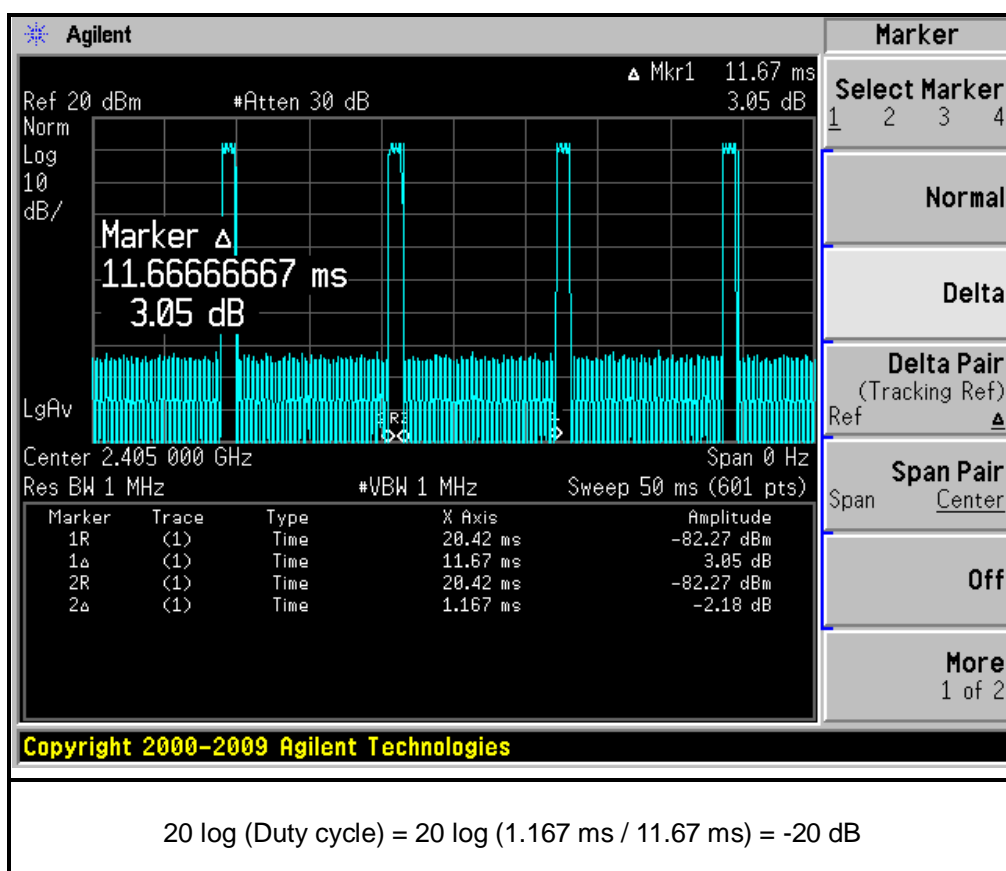 Agilent
Marker
Δ Mkr1 11.67 ms
Ref 20 dBm #Atten 30 dB 3.05 dB
Norm
Log
10
dB/
Marker Δ
11.66666667 ms
3.05 dB
LgAv
R
Center 2.405 000 GHz Span 0 Hz
Res BW 1 MHz #VBW 1 MHz Sweep 50 ms (601 pts)
Marker Trace Type X Axis Amplitude
1R (1) Time 20.42 ms -82.27 dBm
1Δ (1) Time 11.67 ms 3.05 dB
2R (1) Time 20.42 ms -82.27 dBm
2Δ (1) Time 1.167 ms -2.18 dB
Select Marker
1 2 3 4
Normal
Delta
Delta Pair
(Tracking Ref)
Ref Δ
Span Pair
Span Center
Off
More
1 of 2
Copyright 2000-2009 Agilent Technologies
20 log (Duty cycle) = 20 log (1.167 ms / 11.67 ms) = -20 dB